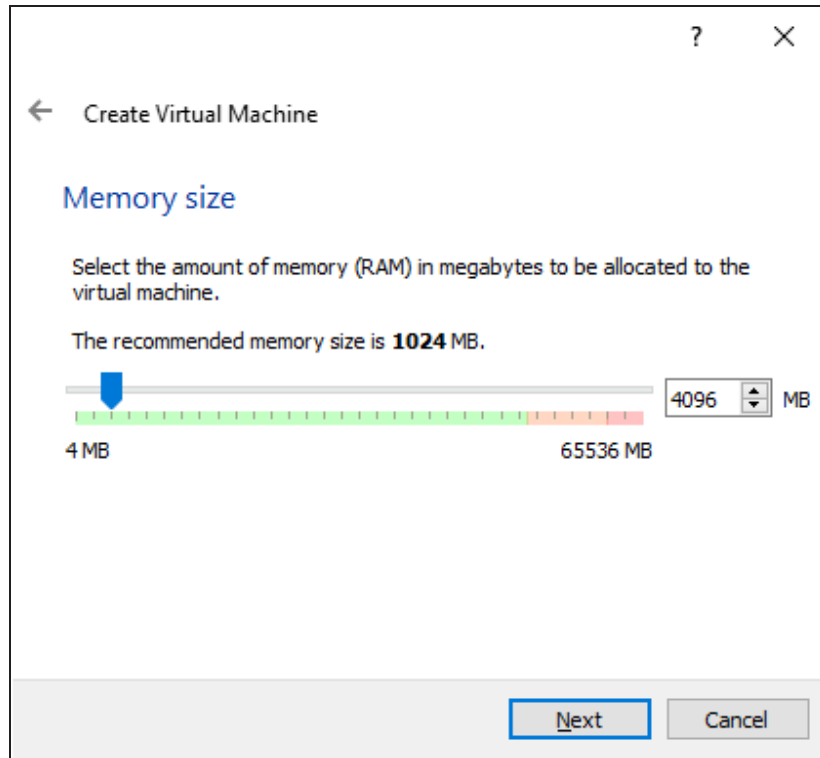 ?
Create Virtual Machine
Memory size
Select the amount of memory (RAM) in megabytes to be allocated to the
virtual machine.
The recommended memory size is 1024 MB.
4096 MB
4 MB 65536 MB
Next Cancel